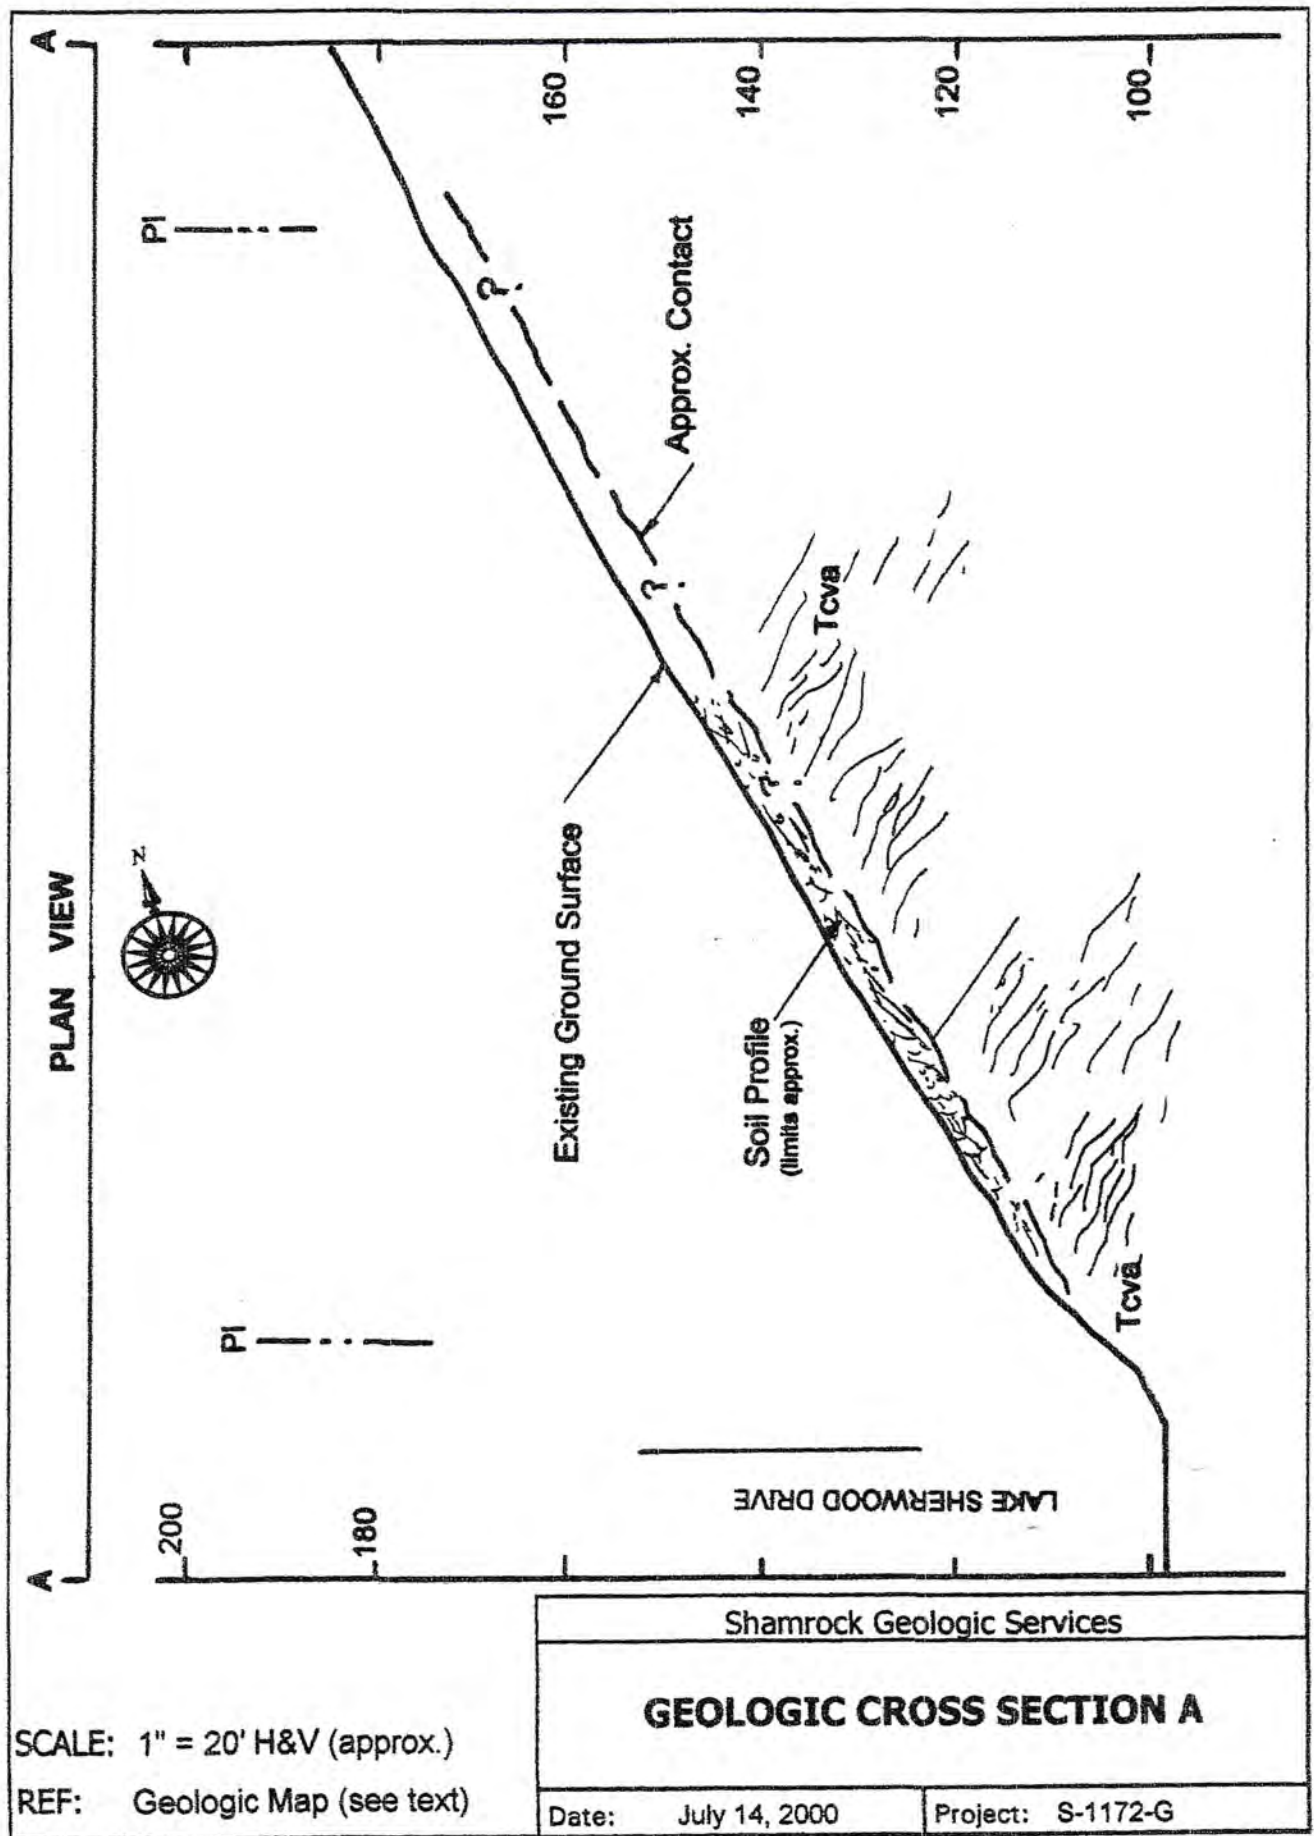 A
A
PLAN VIEW
N
200
180
160
140
120
100
160
140
120
100
Pl
Pl
?
?
?
Approx. Contact
Existing Ground Surface
Soil Profile
(limits approx.)
Tcva
Tcva
LAKE SHERWOOD DRIVE
SCALE: 1" = 20' H&V (approx.)
REF: Geologic Map (see text)
Shamrock Geologic Services
GEOLOGIC CROSS SECTION A
Date: July 14, 2000
Project: S-1172-G